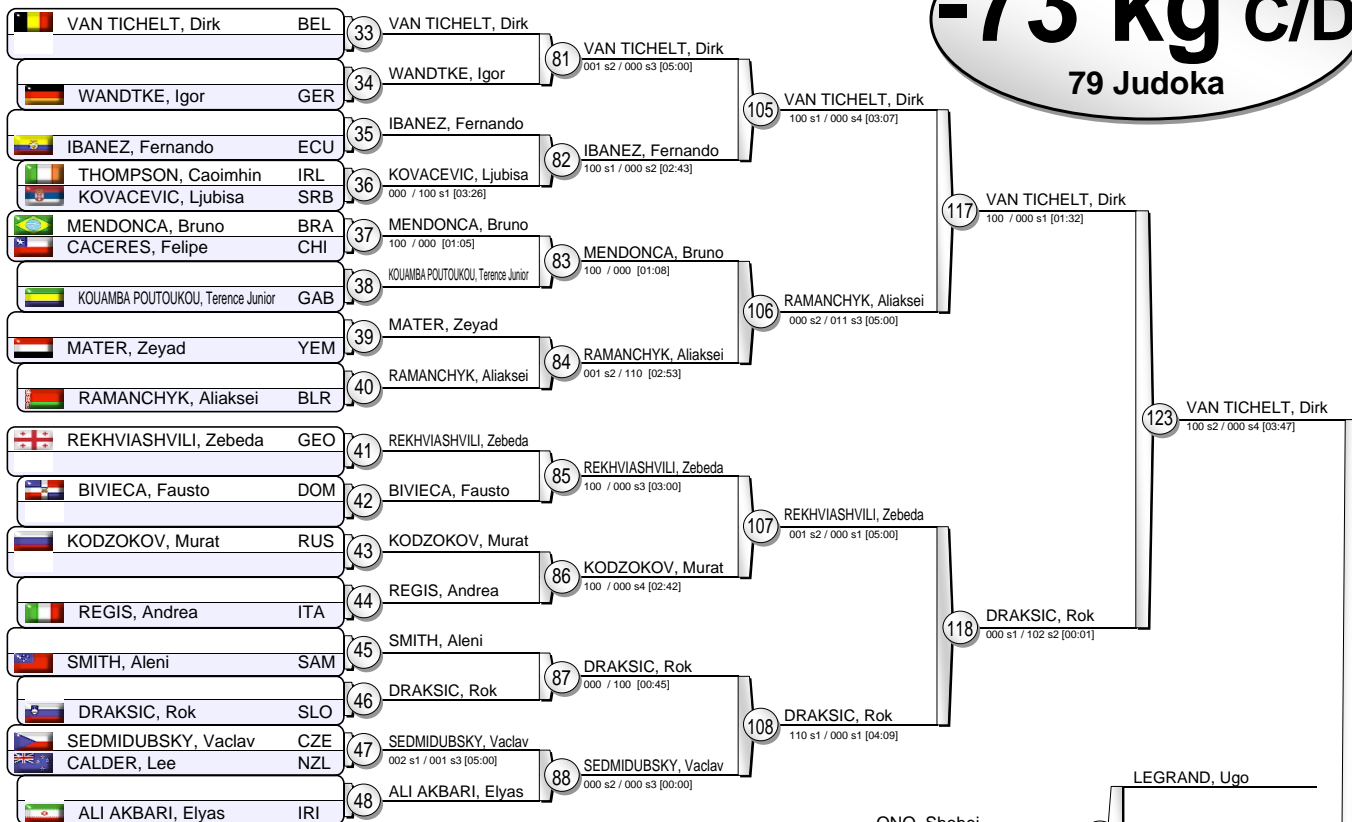 -73 kg C/D
79 Judoka
VAN TICHELT, Dirk BEL
WANDTKE, Igor GER
IBANEZ, Fernando ECU
THOMPSON, Caoimhin IRL
KOVACEVIC, Ljubisa SRB
MENDONCA, Bruno BRA
CACERES, Felipe CHI
KOUAMBA POUTOUKOU, Terence Junior GAB
MATER, Zeyad YEM
RAMANCHYK, Aliaksei BLR
REKHVIASHVILI, Zebeda GEO
BIVIECA, Fausto DOM
KODZOKOV, Murat RUS
REGIS, Andrea ITA
SMITH, Aleni SAM
DRAKSIC, Rok SLO
SEDMIDUBSKY, Vaclav CZE
CALDER, Lee NZL
ALI AKBARI, Elyas IRI
33 VAN TICHELT, Dirk
34 WANDTKE, Igor
35 IBANEZ, Fernando
36 KOVACEVIC, Ljubisa
000 / 100 s1 [03:26]
37 MENDONCA, Bruno
100 / 000 [01:05]
38 KOUAMBA POUTOUKOU, Terence Junior
39 MATER, Zeyad
40 RAMANCHYK, Aliaksei
41 REKHVIASHVILI, Zebeda
42 BIVIECA, Fausto
43 KODZOKOV, Murat
44 REGIS, Andrea
45 SMITH, Aleni
46 DRAKSIC, Rok
47 SEDMIDUBSKY, Vaclav
002 s1 / 001 s3 [05:00]
48 ALI AKBARI, Elyas
81 VAN TICHELT, Dirk
001 s2 / 000 s3 [05:00]
82 IBANEZ, Fernando
100 s1 / 000 s2 [02:43]
83 MENDONCA, Bruno
100 / 000 [01:08]
84 RAMANCHYK, Aliaksei
001 s2 / 110 [02:53]
85 REKHVIASHVILI, Zebeda
100 / 000 s3 [03:00]
86 KODZOKOV, Murat
100 / 000 s4 [02:42]
87 DRAKSIC, Rok
000 / 100 [00:45]
88 SEDMIDUBSKY, Vaclav
000 s2 / 000 s3 [00:00]
105 VAN TICHELT, Dirk
100 s1 / 000 s4 [03:07]
106 RAMANCHYK, Aliaksei
000 s2 / 011 s3 [05:00]
107 REKHVIASHVILI, Zebeda
001 s2 / 000 s1 [05:00]
108 DRAKSIC, Rok
110 s1 / 000 s1 [04:09]
117 VAN TICHELT, Dirk
100 / 000 s1 [01:32]
118 DRAKSIC, Rok
000 s1 / 102 s2 [00:01]
123 VAN TICHELT, Dirk
100 s2 / 000 s4 [03:47]
LEGRAND, Ugo
ONO, Shohei